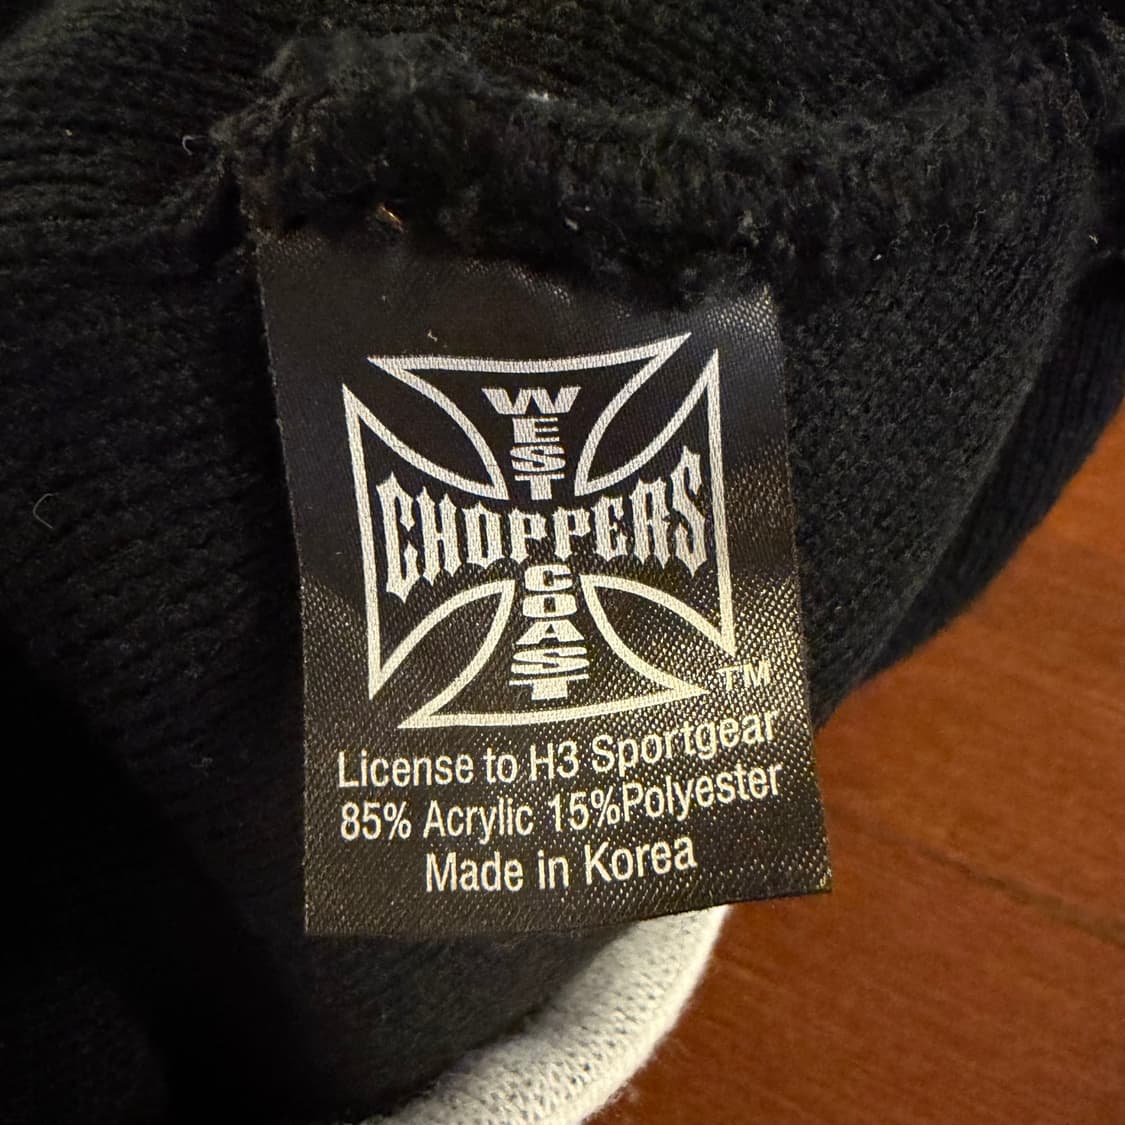 WEST
CHOPPERS
COAST
TM
License to H3 Sportgear
85% Acrylic 15%Polyester
Made in Korea